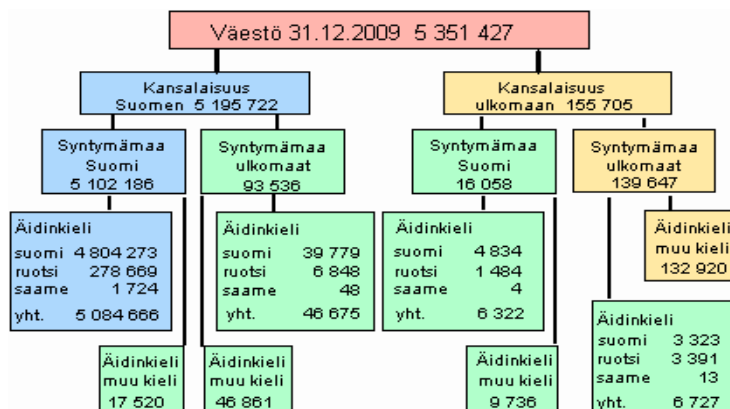 Väestö 31.12.2009 5 351 427
Kansalaisuus
Suomen 5 195 722
Kansalaisuus
ulkomaan 155 705
Syntymämaa
Suomi
5 102 186
Syntymämaa
ulkomaat
93 536
Syntymämaa
Suomi
16 058
Syntymämaa
ulkomaat
139 647
Äidinkieli
suomi 4 804 273
ruotsi 278 669
saame 1 724
yht. 5 084 666
Äidinkieli
suomi 39 779
ruotsi 6 848
saame 48
yht. 46 675
Äidinkieli
suomi 4 834
ruotsi 1 484
saame 4
yht. 6 322
Äidinkieli
muu kieli
132 920
Äidinkieli
suomi 3 323
ruotsi 3 391
saame 13
yht. 6 727
Äidinkieli
muu kieli
17 520
Äidinkieli
muu kieli
46 861
Äidinkieli
muu kieli
9 736